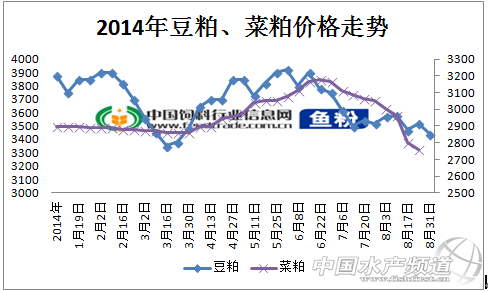 2014年豆粕、菜粕价格走势
4000
3900
3800
3700
3600
3500
3400
3300
3200
3100
3000
3300
3200
3100
3000
2900
2800
2700
2600
2500
中国饲料行业信息网
www.feedtrade.com.cn
鱼粉
2014年
1月19日
2月2日
2月16日
3月2日
3月16日
3月30日
4月13日
4月27日
5月11日
5月25日
6月8日
6月22日
7月6日
7月20日
8月3日
8月17日
8月31日
豆粕
菜粕
中国水产频道
www.fishfirst.cn